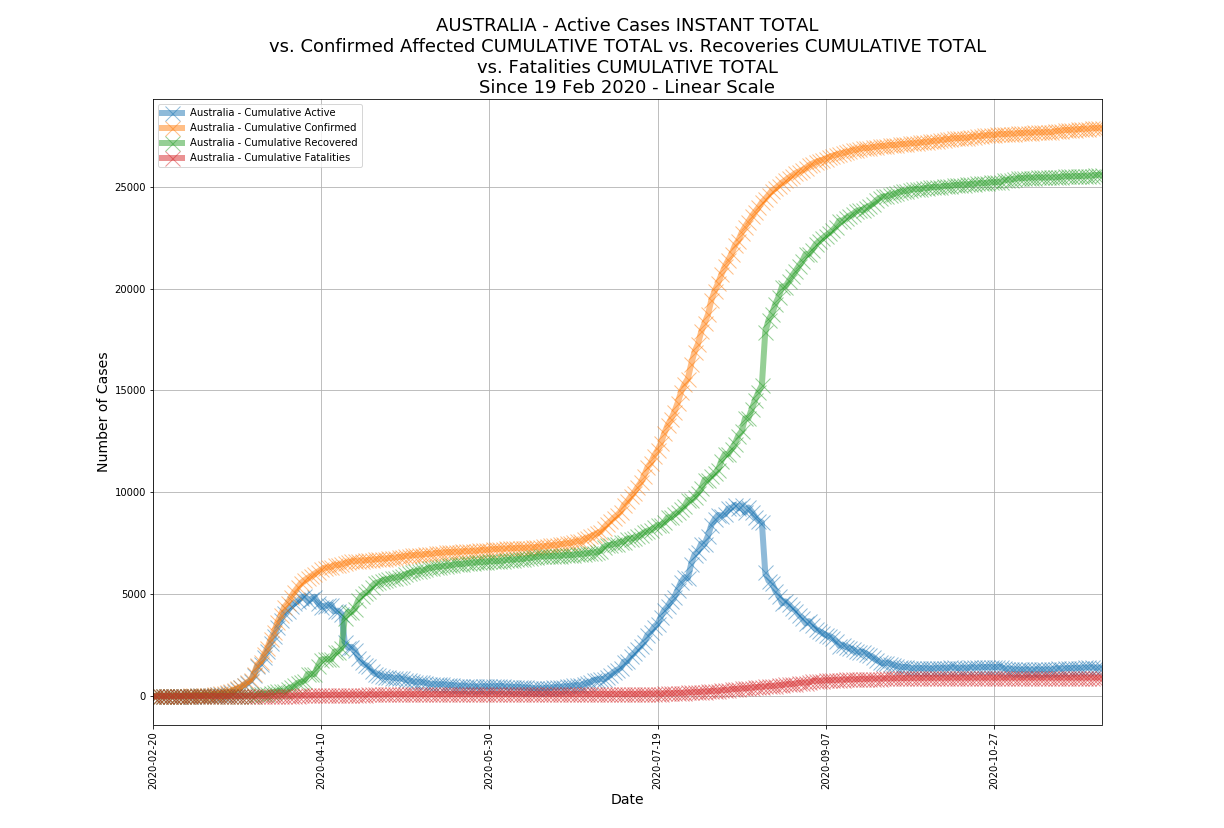 AUSTRALIA - Active Cases INSTANT TOTAL
vs. Confirmed Affected CUMULATIVE TOTAL vs. Recoveries CUMULATIVE TOTAL
vs. Fatalities CUMULATIVE TOTAL
Since 19 Feb 2020 - Linear Scale
Australia - Cumulative Active
Australia - Cumulative Confirmed
Australia - Cumulative Recovered
Australia - Cumulative Fatalities
Number of Cases
25000
20000
15000
10000
5000
0
2020-02-20
2020-04-10
2020-05-30
2020-07-19
2020-09-07
2020-10-27
Date